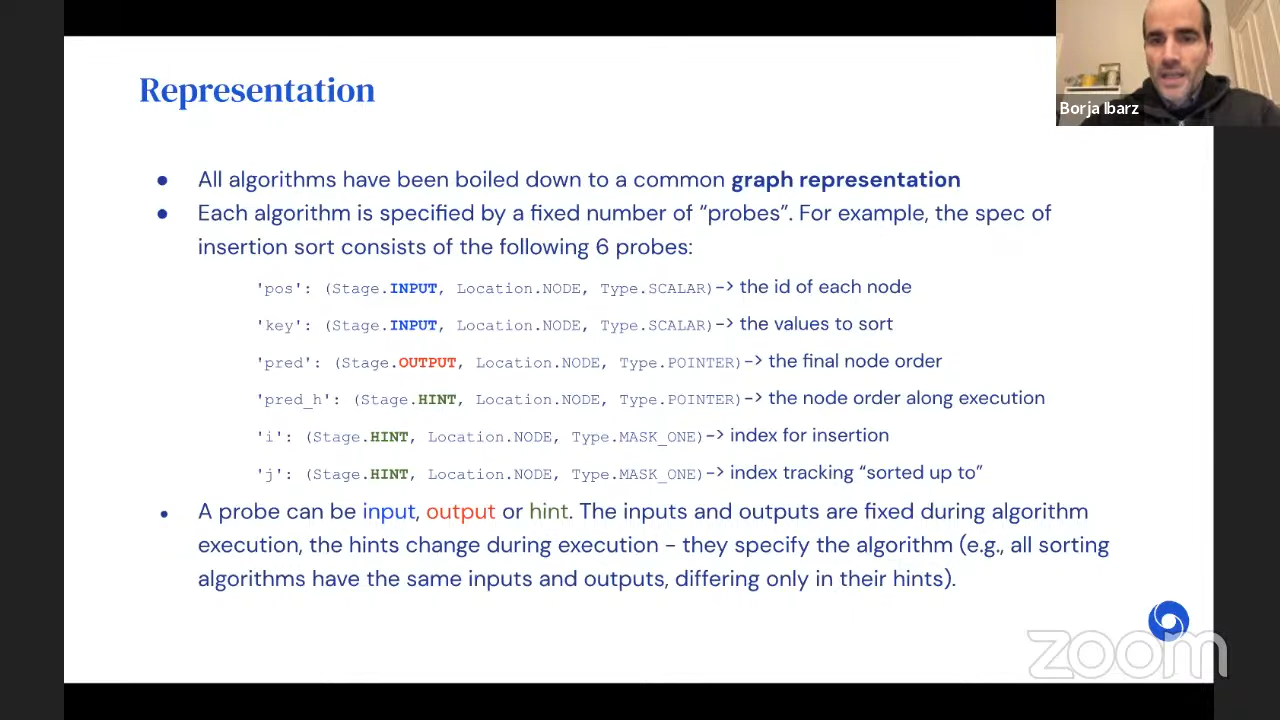 Representation
Borja Ibarz
● All algorithms have been boiled down to a common graph representation
● Each algorithm is specified by a fixed number of “probes”. For example, the spec of
insertion sort consists of the following 6 probes:
'pos': (Stage.INPUT, Location.NODE, Type.SCALAR)-> the id of each node
'key': (Stage.INPUT, Location.NODE, Type.SCALAR)-> the values to sort
'pred': (Stage.OUTPUT, Location.NODE, Type.POINTER)-> the final node order
'pred_h': (Stage.HINT, Location.NODE, Type.POINTER)-> the node order along execution
'i': (Stage.HINT, Location.NODE, Type.MASK_ONE)-> index for insertion
'j': (Stage.HINT, Location.NODE, Type.MASK_ONE)-> index tracking “sorted up to”
● A probe can be input, output or hint. The inputs and outputs are fixed during algorithm
execution, the hints change during execution - they specify the algorithm (e.g., all sorting
algorithms have the same inputs and outputs, differing only in their hints).
zoom